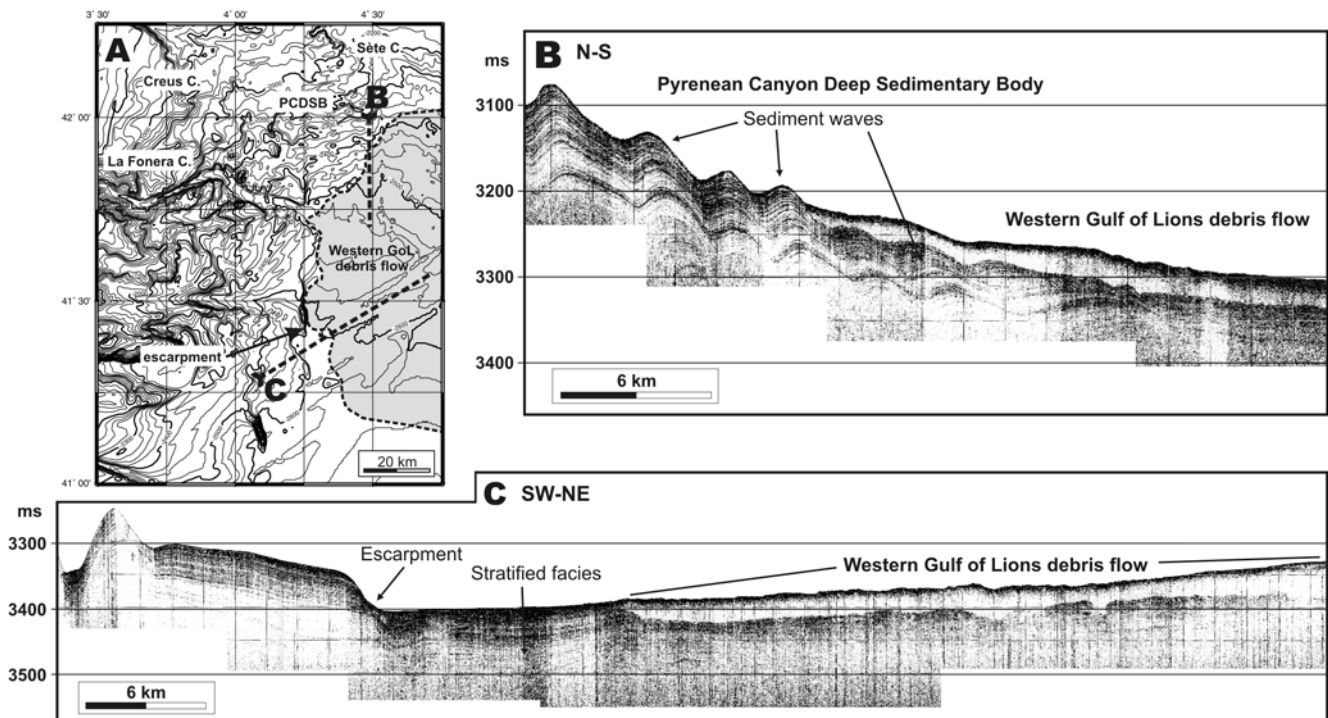 3˚ 30'
4˚ 00'
4˚ 30'
A
Sète C.
Creus C.
PCDSB
B
42˚ 00'
La Fonera C.
Western GoL
debris flow
41˚ 30'
escarpment
C
20 km
41˚ 00'
B N-S
ms
Pyrenean Canyon Deep Sedimentary Body
3100
Sediment waves
3200
Western Gulf of Lions debris flow
3300
3400
6 km
C SW-NE
ms
3300
Escarpment
Stratified facies
Western Gulf of Lions debris flow
3400
3500
6 km